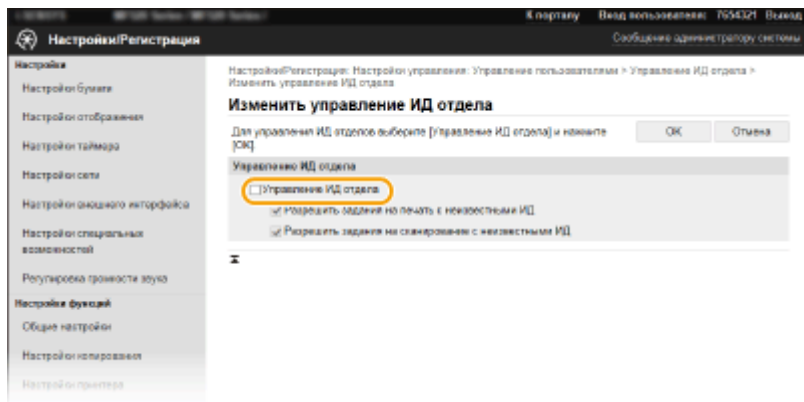 К порталу Вход пользователя: 7654321 Выход
Настройки/Регистрация Сообщение администратору системы
Настройки
Настройки бумаги
Настройки отображения
Настройки таймера
Настройки сети
Настройки внешнего интерфейса
Настройки специальных
возможностей
Регулировка громкости звука
Настройки функций
Общие настройки
Настройки копирования
Настройки принтера
Настройки/Регистрация: Настройки управления: Управление пользователями > Управление ИД отдела >
Изменить управление ИД отдела
Изменить управление ИД отдела
Для управления ИД отделов выберите [Управление ИД отдела] и нажмите
[OK].
OK Отмена
Управление ИД отдела
Управление ИД отдела
Разрешить задания на печать с неизвестными ИД
Разрешить задания на сканирование с неизвестными ИД